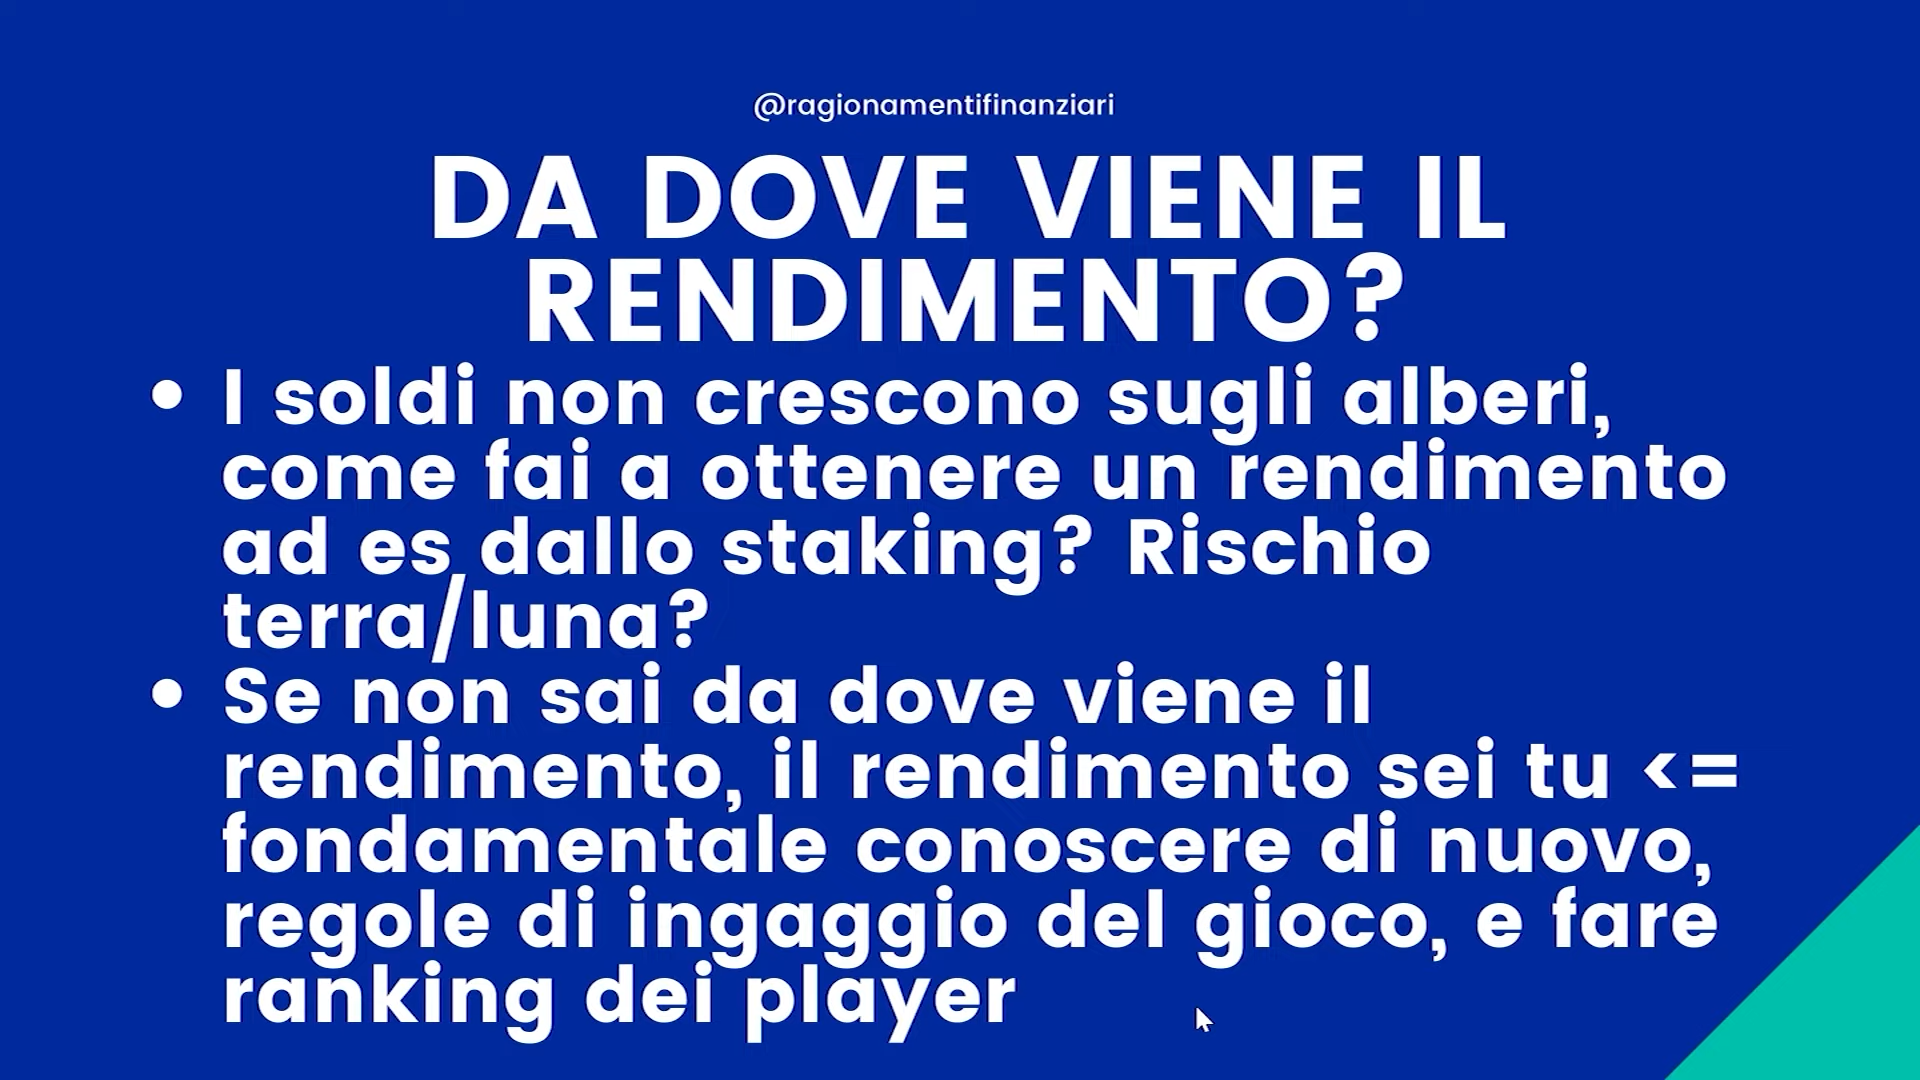 @ragionamentifinanziari
DA DOVE VIENE IL
RENDIMENTO?
• I soldi non crescono sugli alberi,
come fai a ottenere un rendimento
ad es dallo staking? Rischio
terra/luna?
• Se non sai da dove viene il
rendimento, il rendimento sei tu <=
fondamentale conoscere di nuovo,
regole di ingaggio del gioco, e fare
ranking dei player